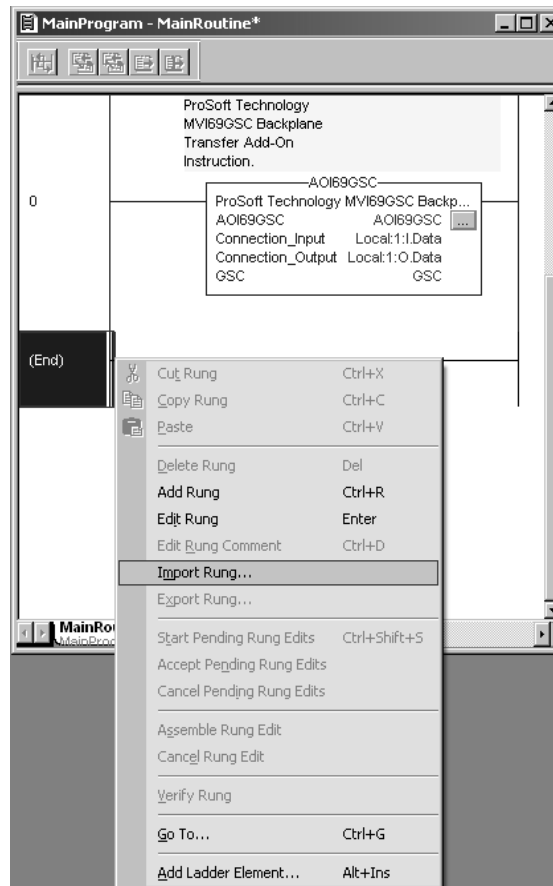 MainProgram - MainRoutine*
ProSoft Technology
MVI69GSC Backplane
Transfer Add-On
Instruction.
0
AOI69GSC
ProSoft Technology MVI69GSC Backp...
AOI69GSC AOI69GSC ...
Connection_Input Local:1:I.Data
Connection_Output Local:1:O.Data
GSC GSC
(End)
Cut Rung Ctrl+X
Copy Rung Ctrl+C
Paste Ctrl+V
Delete Rung Del
Add Rung Ctrl+R
Edit Rung Enter
Edit Rung Comment Ctrl+D
Import Rung...
Export Rung...
MainRou
MainProg
Start Pending Rung Edits Ctrl+Shift+S
Accept Pending Rung Edits
Cancel Pending Rung Edits
Assemble Rung Edit
Cancel Rung Edit
Verify Rung
Go To... Ctrl+G
Add Ladder Element... Alt+Ins